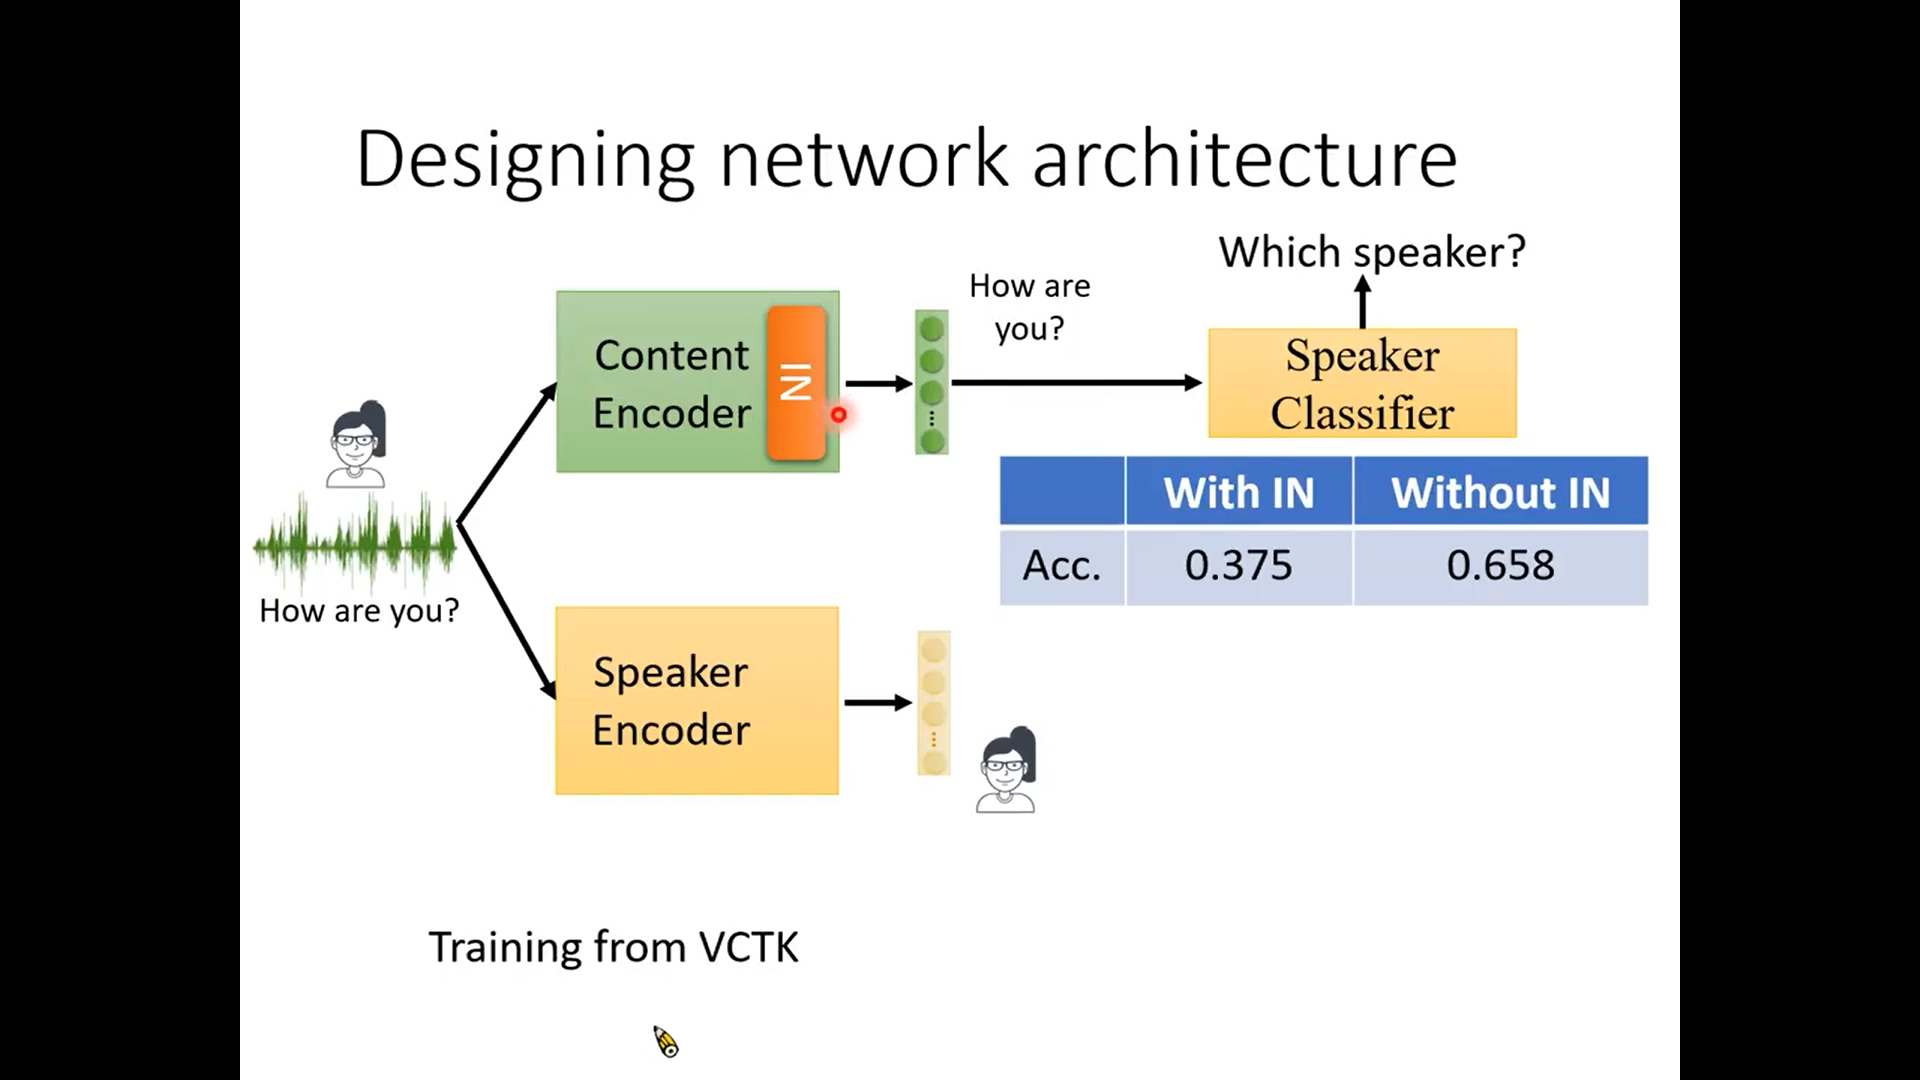 Designing network architecture
Which speaker?
How are
you?
Content
Encoder
IN
Speaker
Classifier
With IN Without IN
Acc. 0.375 0.658
How are you?
Speaker
Encoder
Training from VCTK